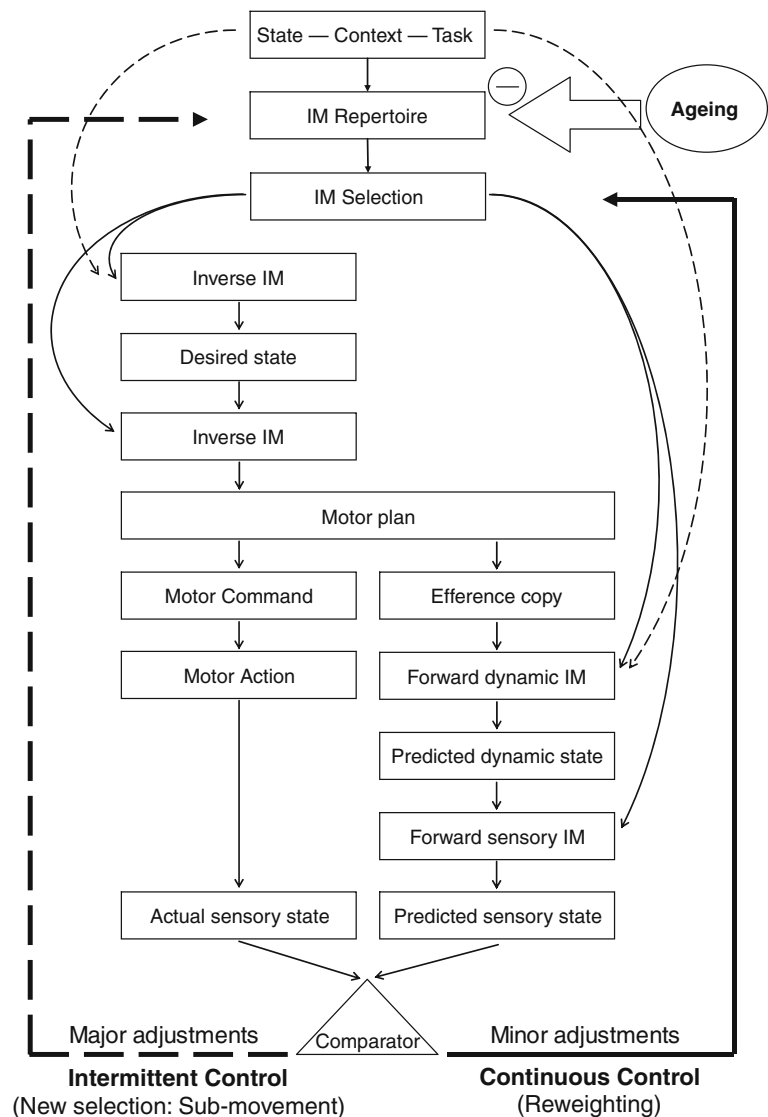 State — Context — Task
IM Repertoire
Ageing
IM Selection
Inverse IM
Desired state
Inverse IM
Motor plan
Motor Command
Efference copy
Motor Action
Forward dynamic IM
Predicted dynamic state
Forward sensory IM
Actual sensory state
Predicted sensory state
Comparator
Major adjustments
Minor adjustments
Intermittent Control
(New selection: Sub-movement)
Continuous Control
(Reweighting)